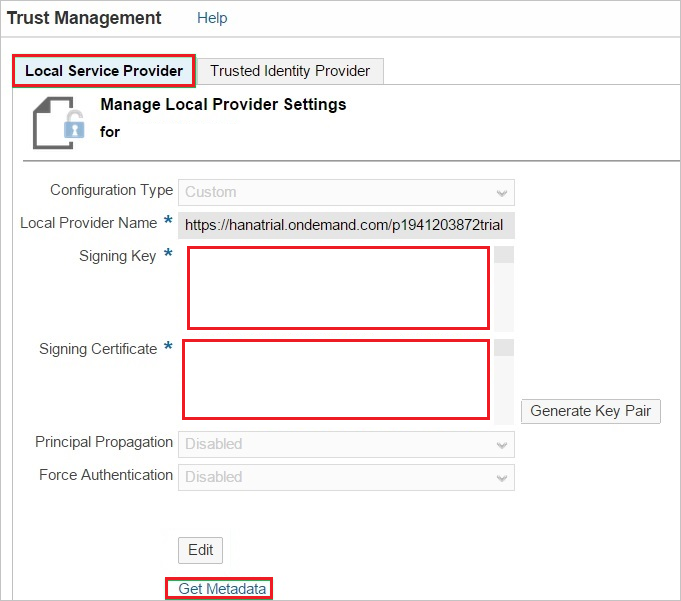 Trust Management Help
Local Service Provider Trusted Identity Provider
Manage Local Provider Settings
for
Configuration Type Custom
Local Provider Name * https://hanatrial.ondemand.com/p1941203872trial
Signing Key *
Signing Certificate *
Generate Key Pair
Principal Propagation Disabled
Force Authentication Disabled
Edit
Get Metadata